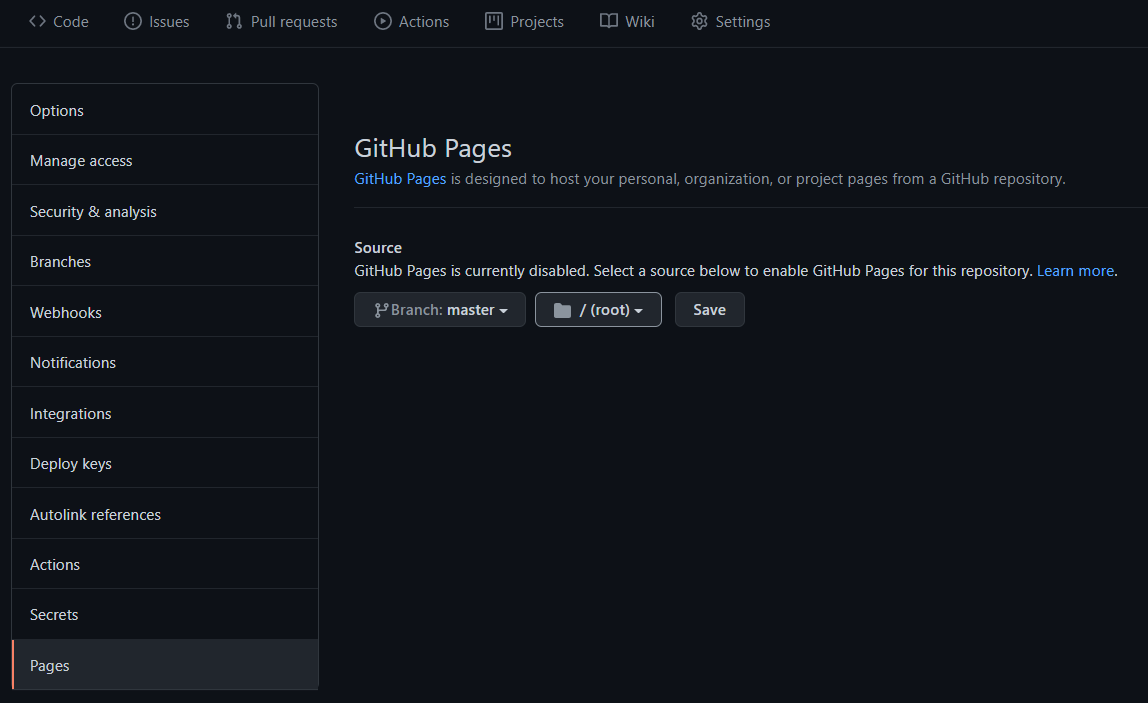 Code Issues Pull requests Actions Projects Wiki Settings
Options
Manage access
Security & analysis
Branches
Webhooks
Notifications
Integrations
Deploy keys
Autolink references
Actions
Secrets
Pages
GitHub Pages
GitHub Pages is designed to host your personal, organization, or project pages from a GitHub repository.
Source
GitHub Pages is currently disabled. Select a source below to enable GitHub Pages for this repository. Learn more.
Branch: master / (root) Save